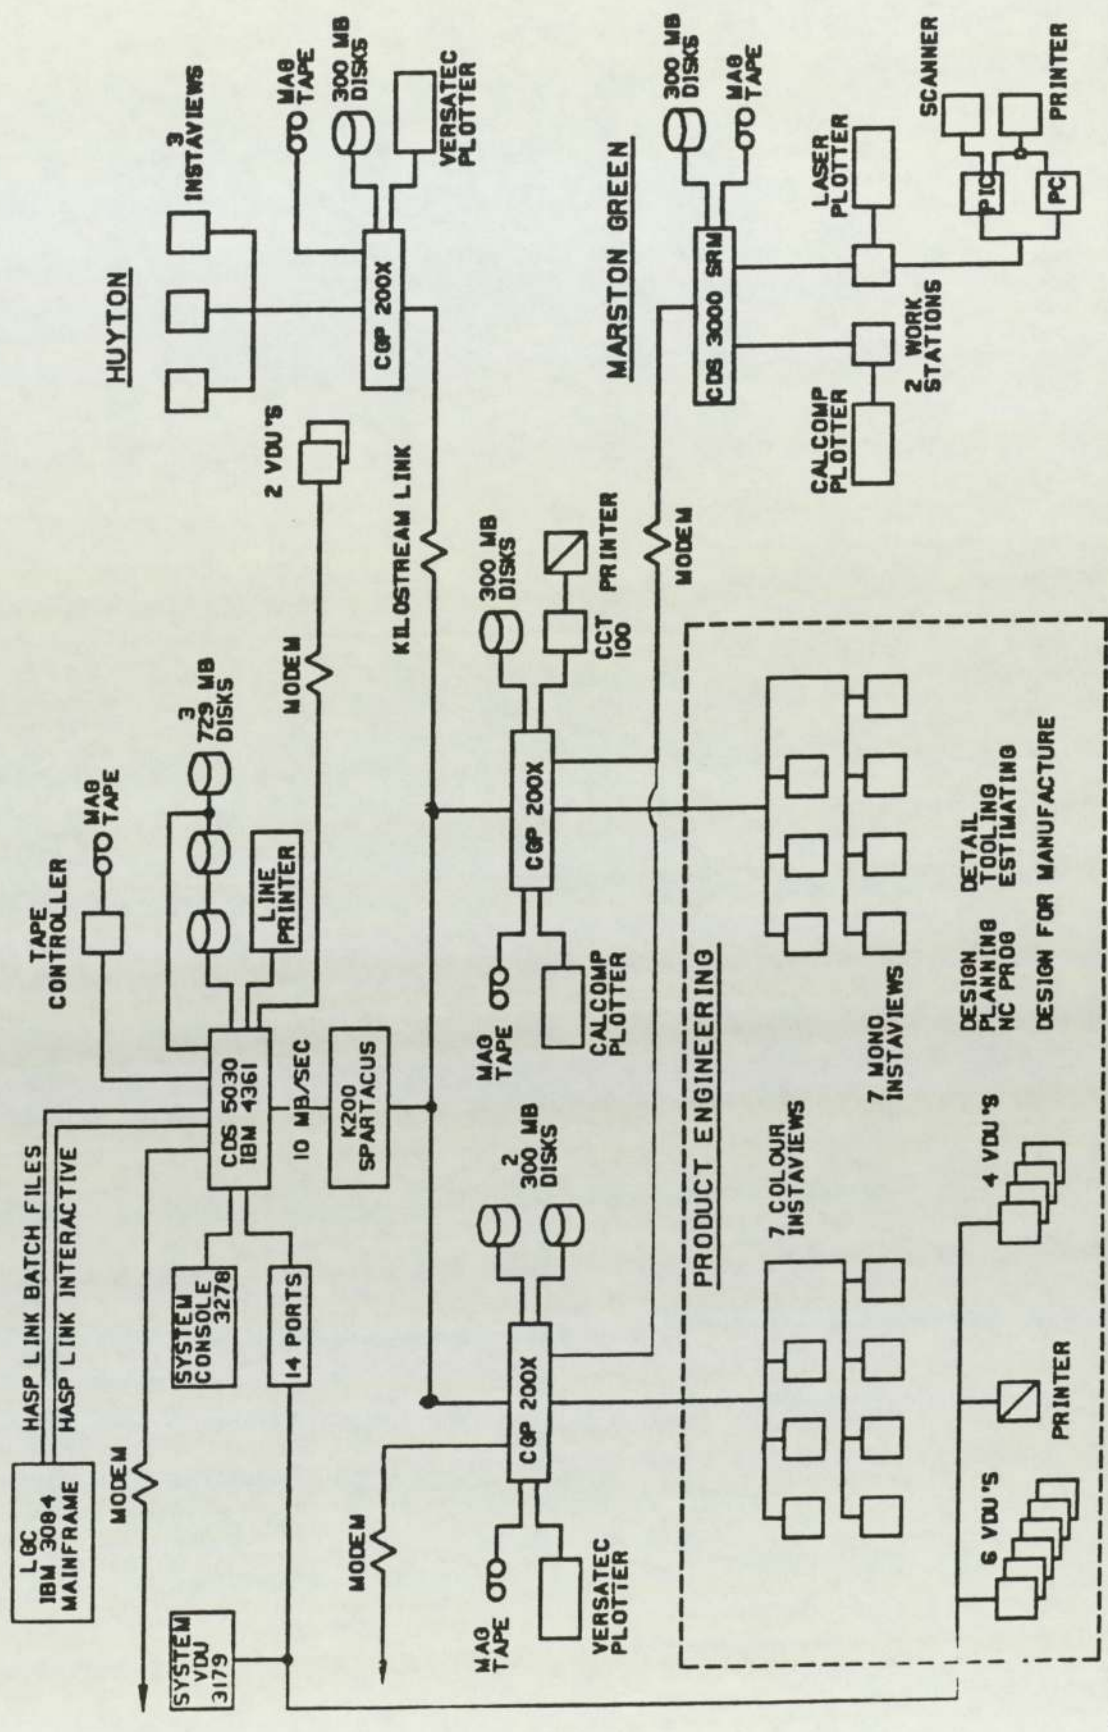 LGC
IBM 3084
MAINFRAME
HASP LINK BATCH FILES
HASP LINK INTERACTIVE
MODEM
SYSTEM
VDU
3179
SYSTEM
CONSOLE
3278
14 PORTS
CDS 5030
IBM 4361
10 MB/SEC
K200
SPARTACUS
TAPE
CONTROLLER
MAG
TAPE
3
729 MB
DISKS
LINE
PRINTER
MODEM
2 VDU'S
HUYTON
3
INSTAVIEWS
MAG
TAPE
300 MB
DISKS
VERSATEC
PLOTTER
CGP 200X
KILOSTREAM LINK
MODEM
MAG
TAPE
VERSATEC
PLOTTER
CGP 200X
2
300 MB
DISKS
MAG
TAPE
CALCOMP
PLOTTER
CGP 200X
300 MB
DISKS
CCT
100
PRINTER
MODEM
MARSTON GREEN
CDS 3000 SRM
300 MB
DISKS
MAG
TAPE
CALCOMP
PLOTTER
2 WORK
STATIONS
LASER
PLOTTER
PIC
PC
SCANNER
PRINTER
PRODUCT ENGINEERING
7 COLOUR
INSTAVIEWS
7 MONO
INSTAVIEWS
6 VDU'S
PRINTER
4 VDU'S
DESIGN DETAIL
PLANNING TOOLING
NC PROG ESTIMATING
DESIGN FOR MANUFACTURE